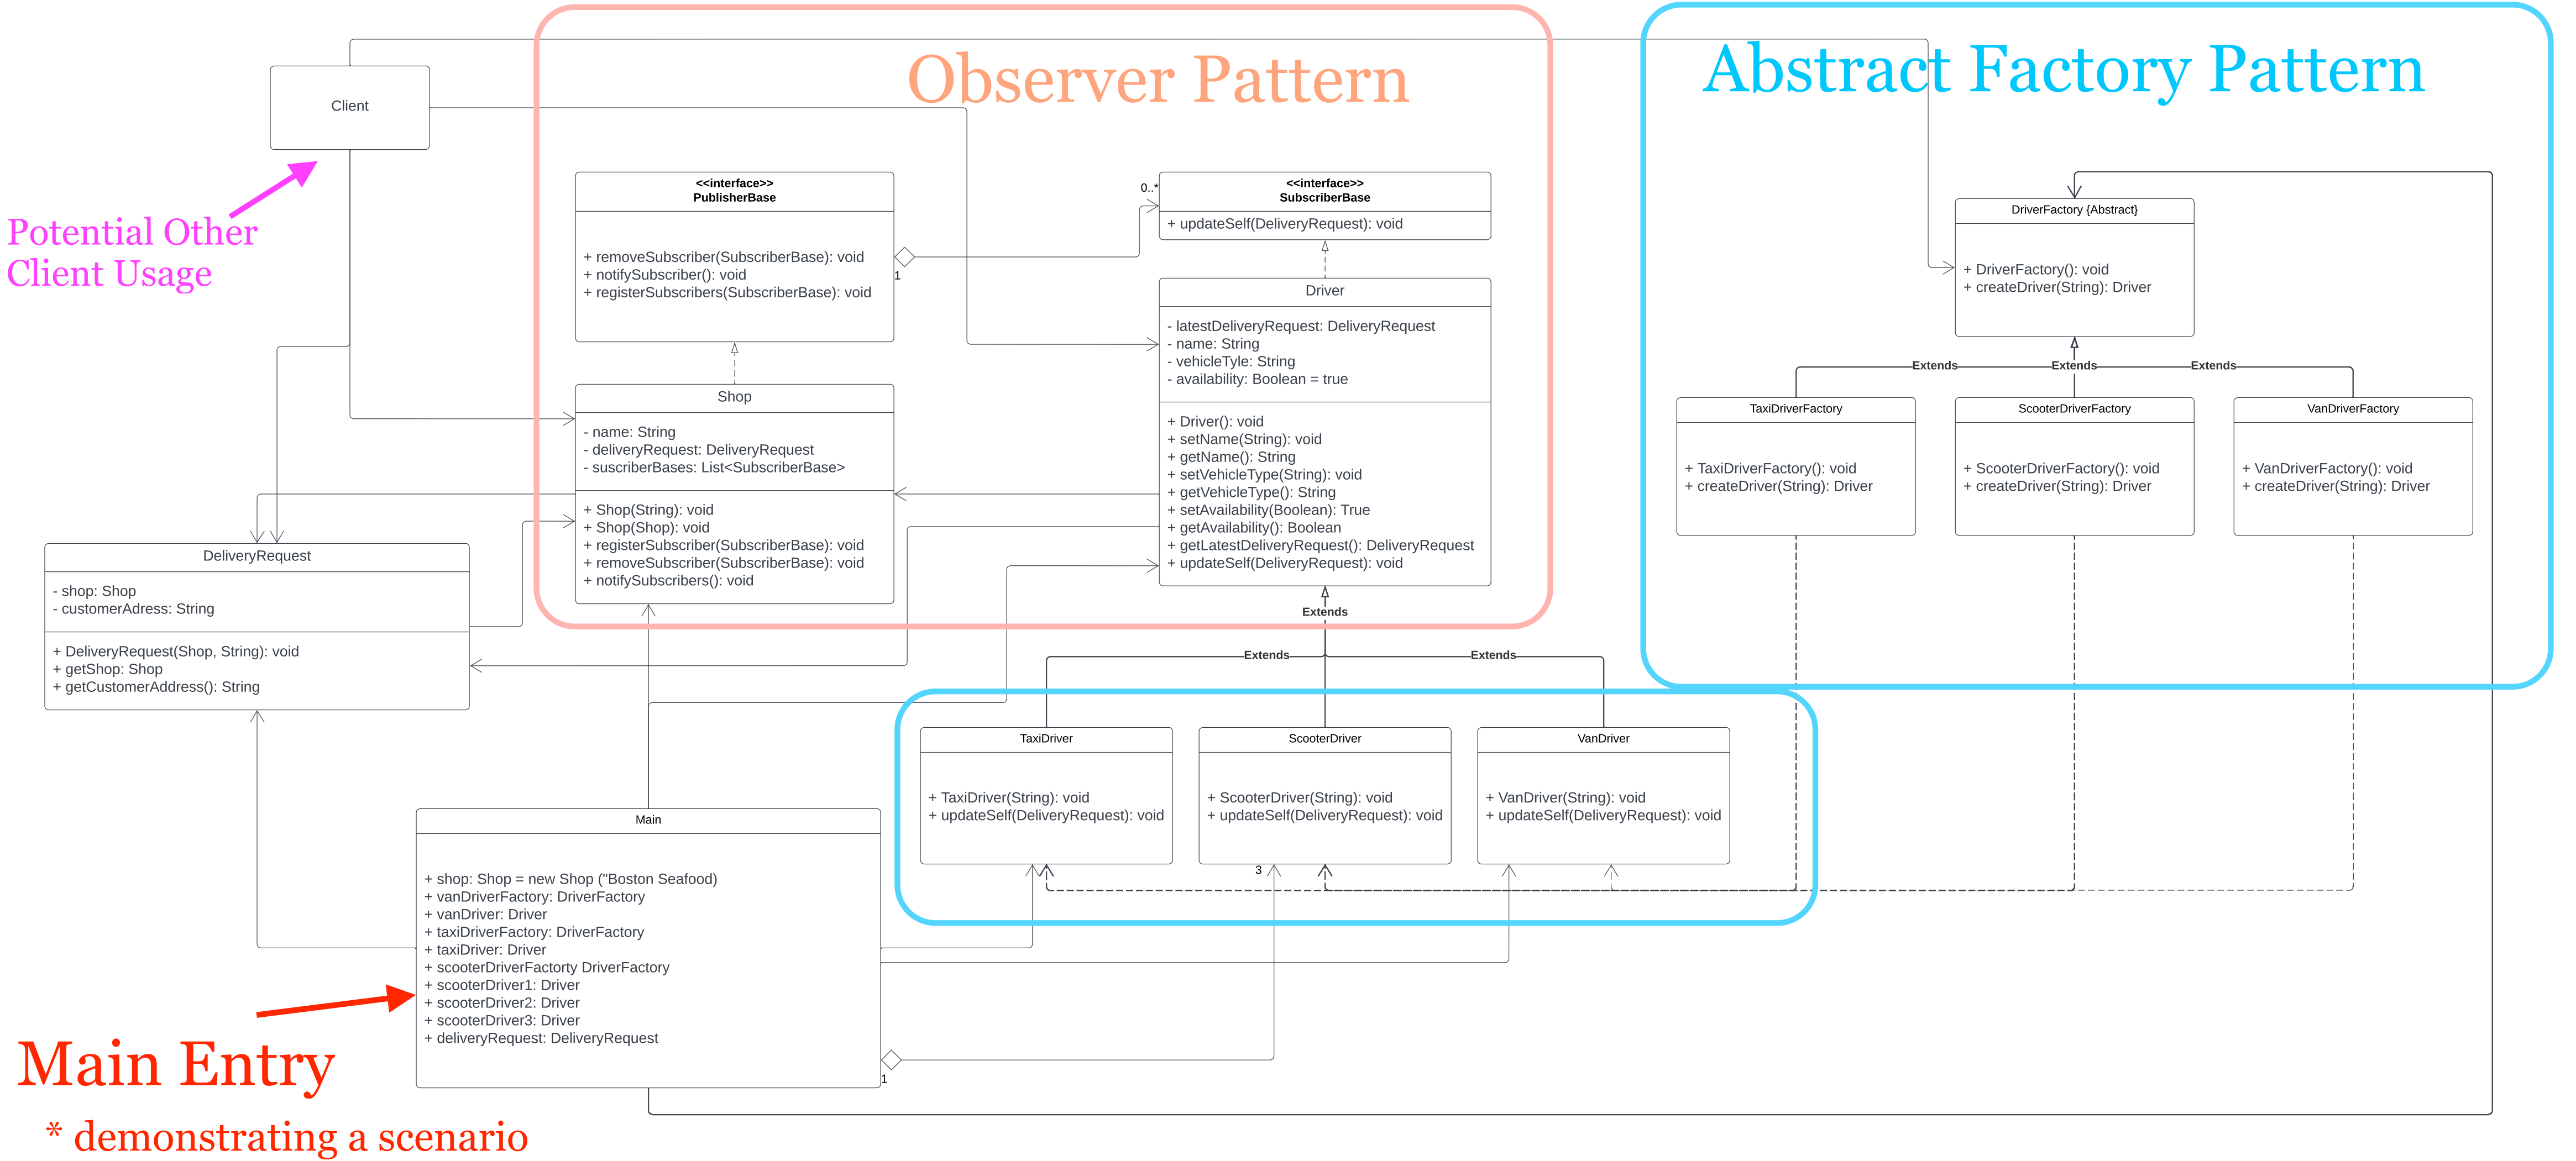 Observer Pattern
Abstract Factory Pattern
Client
Potential Other
Client Usage
<<interface>>
PublisherBase
+ removeSubscriber(SubscriberBase): void
+ notifySubscriber(): void
+ registerSubscribers(SubscriberBase): void
1
0..*
<<interface>>
SubscriberBase
+ updateSelf(DeliveryRequest): void
Driver
- latestDeliveryRequest: DeliveryRequest
- name: String
- vehicleTyle: String
- availability: Boolean = true
+ Driver(): void
+ setName(String): void
+ getName(): String
+ setVehicleType(String): void
+ getVehicleType(): String
+ setAvailability(Boolean): True
+ getAvailability(): Boolean
+ getLatestDeliveryRequest(): DeliveryRequest
+ updateSelf(DeliveryRequest): void
Shop
- name: String
- deliveryRequest: DeliveryRequest
- suscriberBases: List<SubscriberBase>
+ Shop(String): void
+ Shop(Shop): void
+ registerSubscriber(SubscriberBase): void
+ removeSubscriber(SubscriberBase): void
+ notifySubscribers(): void
DriverFactory {Abstract}
+ DriverFactory(): void
+ createDriver(String): Driver
Extends
Extends
Extends
TaxiDriverFactory
+ TaxiDriverFactory(): void
+ createDriver(String): Driver
ScooterDriverFactory
+ ScooterDriverFactory(): void
+ createDriver(String): Driver
VanDriverFactory
+ VanDriverFactory(): void
+ createDriver(String): Driver
DeliveryRequest
- shop: Shop
- customerAdress: String
+ DeliveryRequest(Shop, String): void
+ getShop: Shop
+ getCustomerAddress(): String
Extends
Extends
Extends
TaxiDriver
+ TaxiDriver(String): void
+ updateSelf(DeliveryRequest): void
ScooterDriver
+ ScooterDriver(String): void
+ updateSelf(DeliveryRequest): void
VanDriver
+ VanDriver(String): void
+ updateSelf(DeliveryRequest): void
3
Main
+ shop: Shop = new Shop ("Boston Seafood)
+ vanDriverFactory: DriverFactory
+ vanDriver: Driver
+ taxiDriverFactory: DriverFactory
+ taxiDriver: Driver
+ scooterDriverFactorty DriverFactory
+ scooterDriver1: Driver
+ scooterDriver2: Driver
+ scooterDriver3: Driver
+ deliveryRequest: DeliveryRequest
1
Main Entry
* demonstrating a scenario